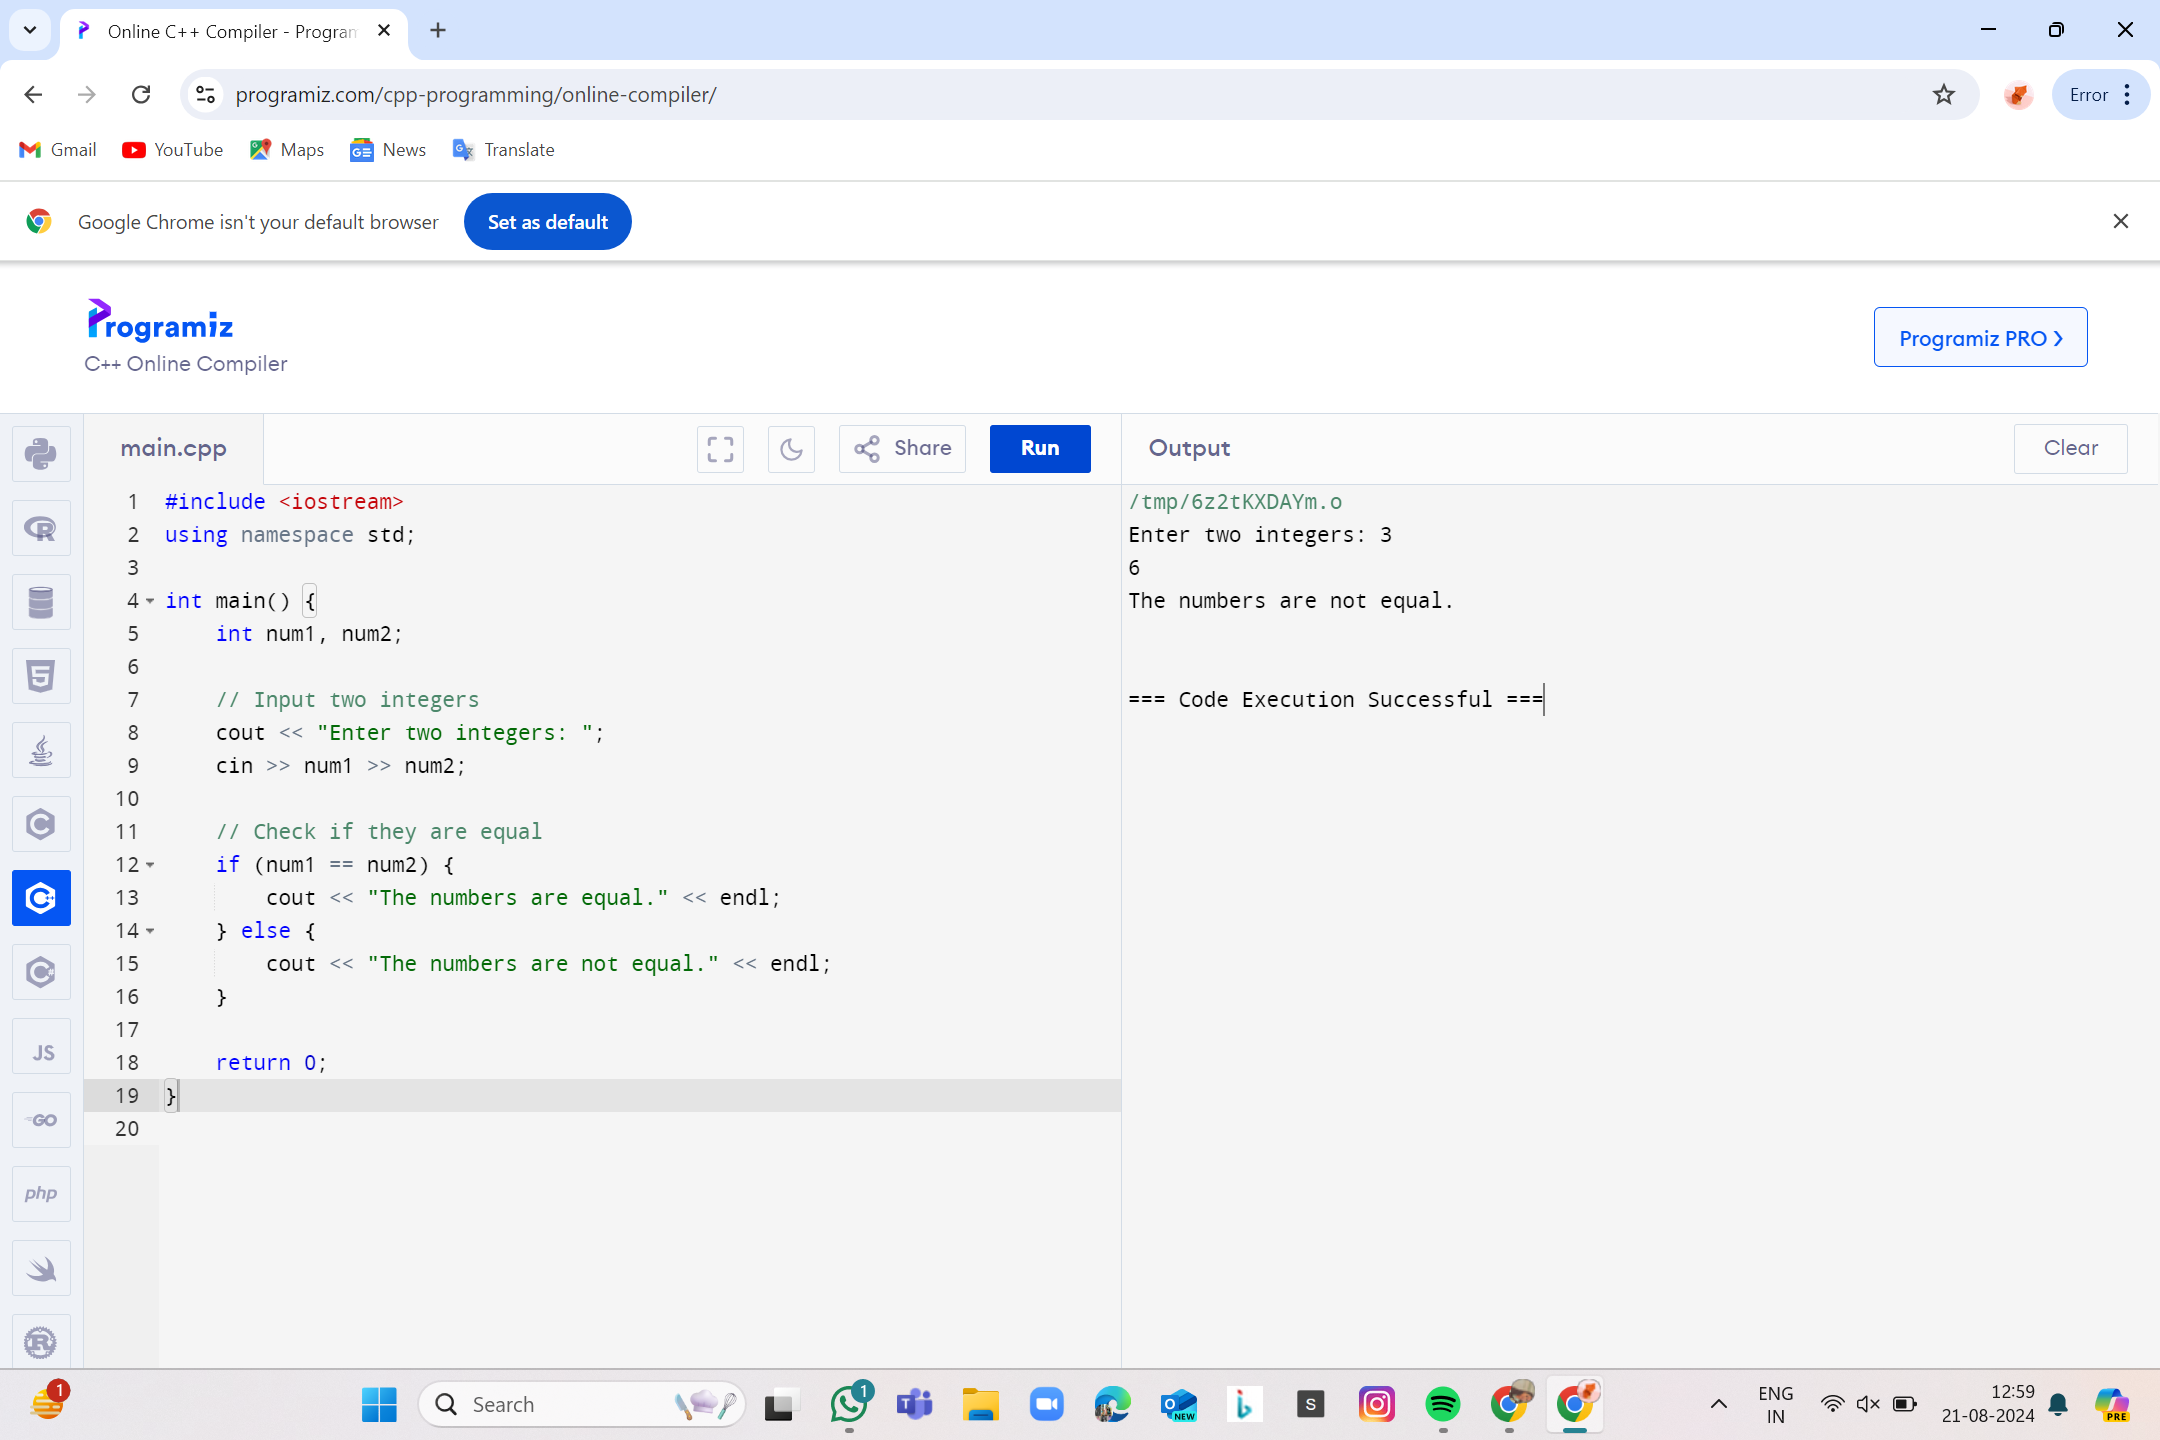 Online C++ Compiler - Program
programiz.com/cpp-programming/online-compiler/
Error
Gmail
YouTube
Maps
News
Translate
Google Chrome isn't your default browser
Set as default
Programiz
C++ Online Compiler
Programiz PRO
main.cpp
Share
Run
Output
Clear
1 #include <iostream>
2 using namespace std;
3
4 int main() {
5     int num1, num2;
6
7     // Input two integers
8     cout << "Enter two integers: ";
9     cin >> num1 >> num2;
10
11     // Check if they are equal
12     if (num1 == num2) {
13         cout << "The numbers are equal." << endl;
14     } else {
15         cout << "The numbers are not equal." << endl;
16     }
17
18     return 0;
19 }
20
/tmp/6z2tKXDAYm.o
Enter two integers: 3
6
The numbers are not equal.
=== Code Execution Successful ===
JS
GO
php
1
Search
1
NEW
S
ENG
IN
12:59
21-08-2024
PRE